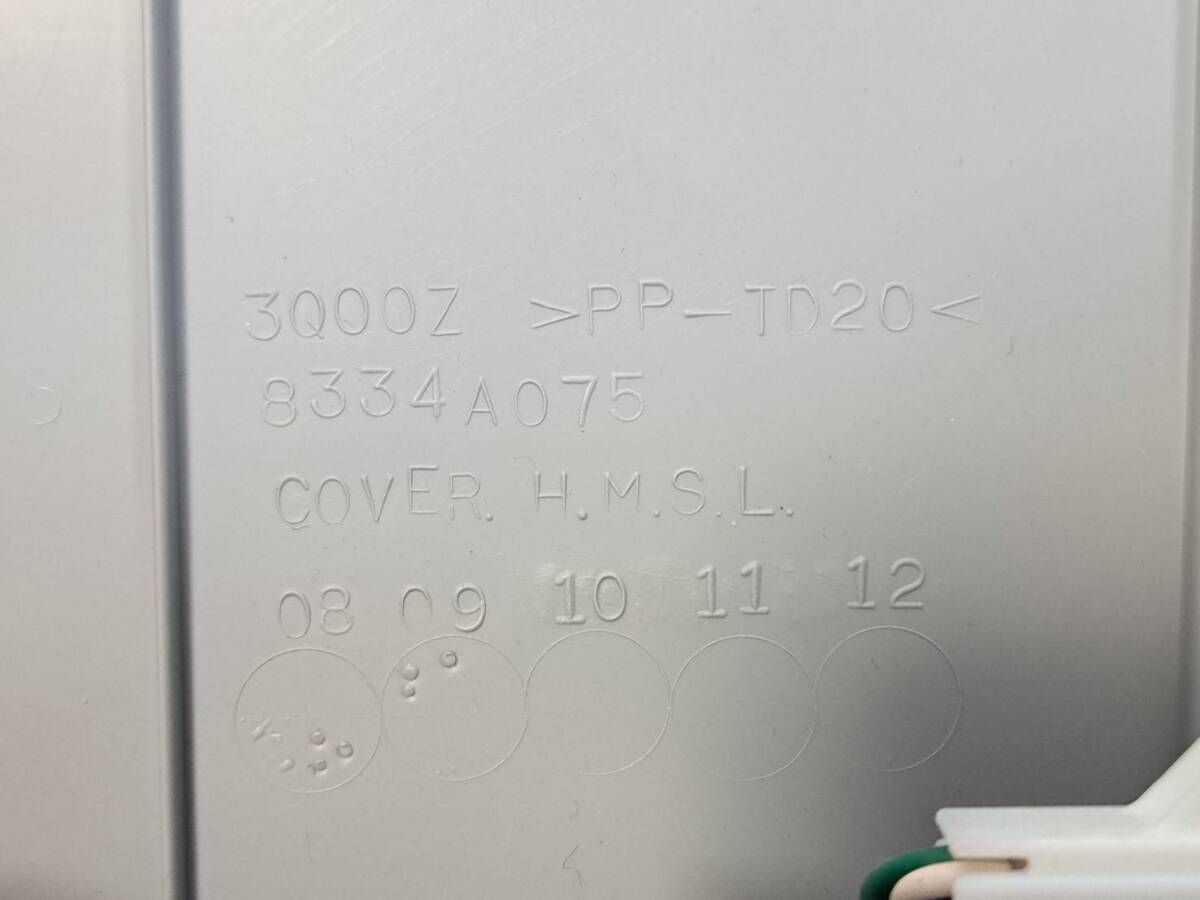 3Q00Z >PP-TD20<
8334A075
COVER. H.M.S.L.
08 09 10 11 12